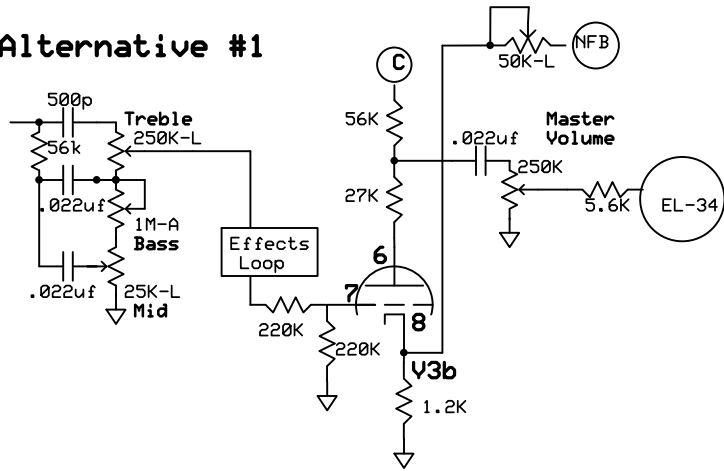 Alternative #1
500p
Treble
250K-L
56k
.022uf
1M-A
Bass
.022uf
25K-L
Mid
Effects
Loop
220K
220K
C
56K
27K
6
7
8
V3b
1.2K
50K-L
NFB
.022uf
Master
Volume
250K
5.6K
EL-34